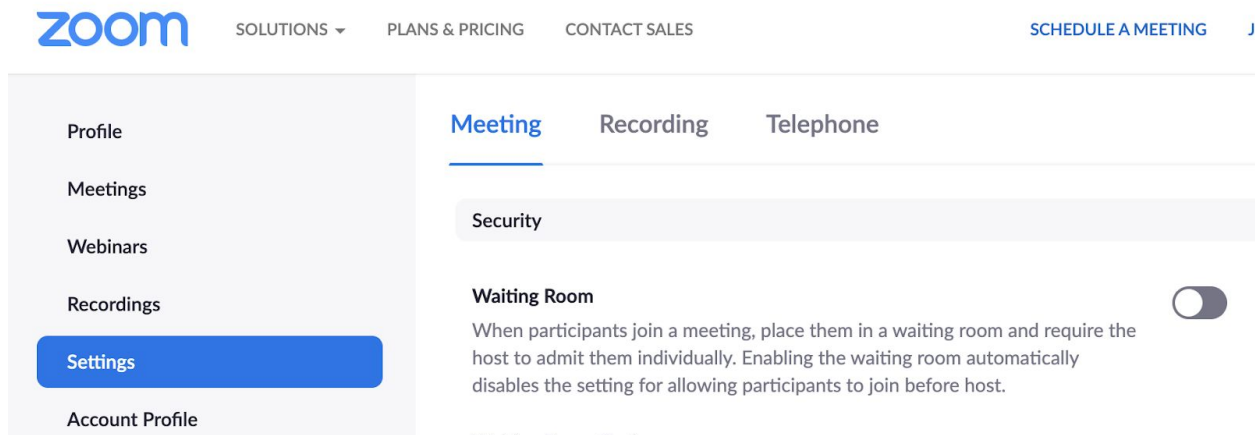 zoom SOLUTIONS PLANS & PRICING CONTACT SALES SCHEDULE A MEETING
Profile
Meetings
Webinars
Recordings
Settings
Account Profile
Meeting Recording Telephone
Security
Waiting Room
When participants join a meeting, place them in a waiting room and require the
host to admit them individually. Enabling the waiting room automatically
disables the setting for allowing participants to join before host.